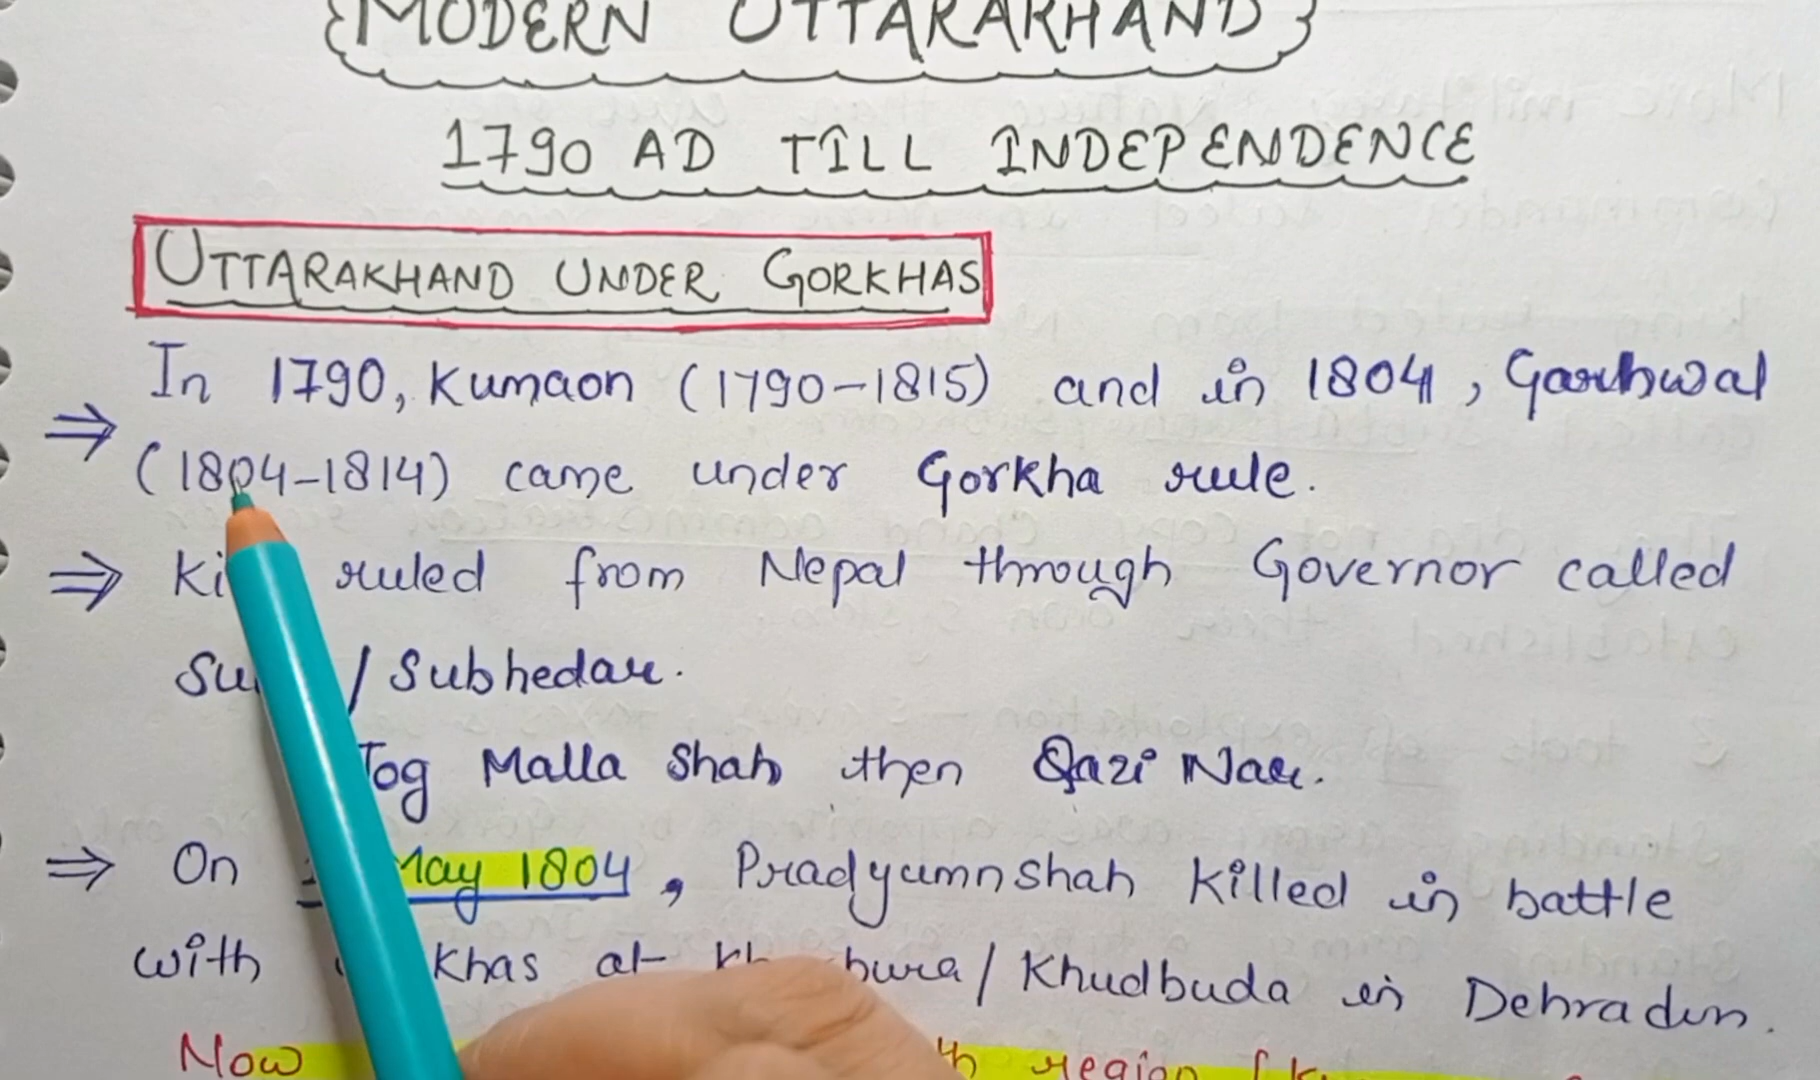 {MODERN UTTARAKHAND}
1790 AD TILL INDEPENDENCE
UTTARAKHAND UNDER GORKHAS
⇒ In 1790, Kumaon (1790-1815) and in 1804, Garhwal
(1804-1814) came under Gorkha rule.
⇒ ruled from Nepal through Governor called
/ Subhedar.
Jog Malla Shah then Qazi Nar.
⇒ On May 1804, Pradyumnshah killed in battle
with at / Khudbuda in Dehradun.
Now region